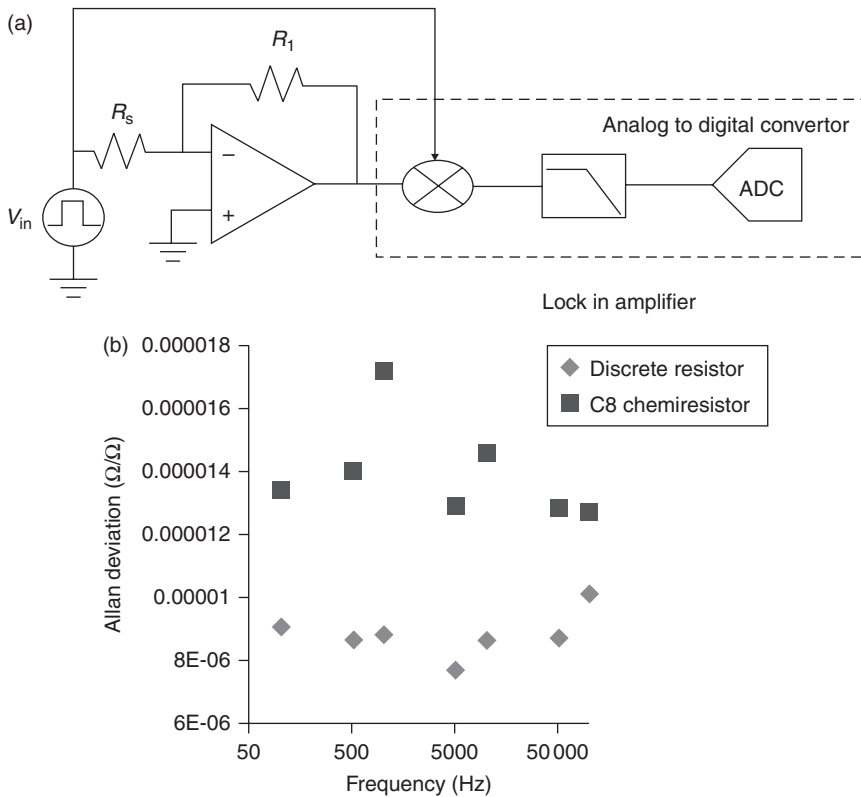 (a)
R1
Rs
Analog to digital convertor
−
+
Vin
ADC
Lock in amplifier
(b)
0.000018
0.000016
0.000014
0.000012
0.00001
8E-06
6E-06
Allan deviation (Ω/Ω)
Discrete resistor
C8 chemiresistor
50
500
5000
50 000
Frequency (Hz)